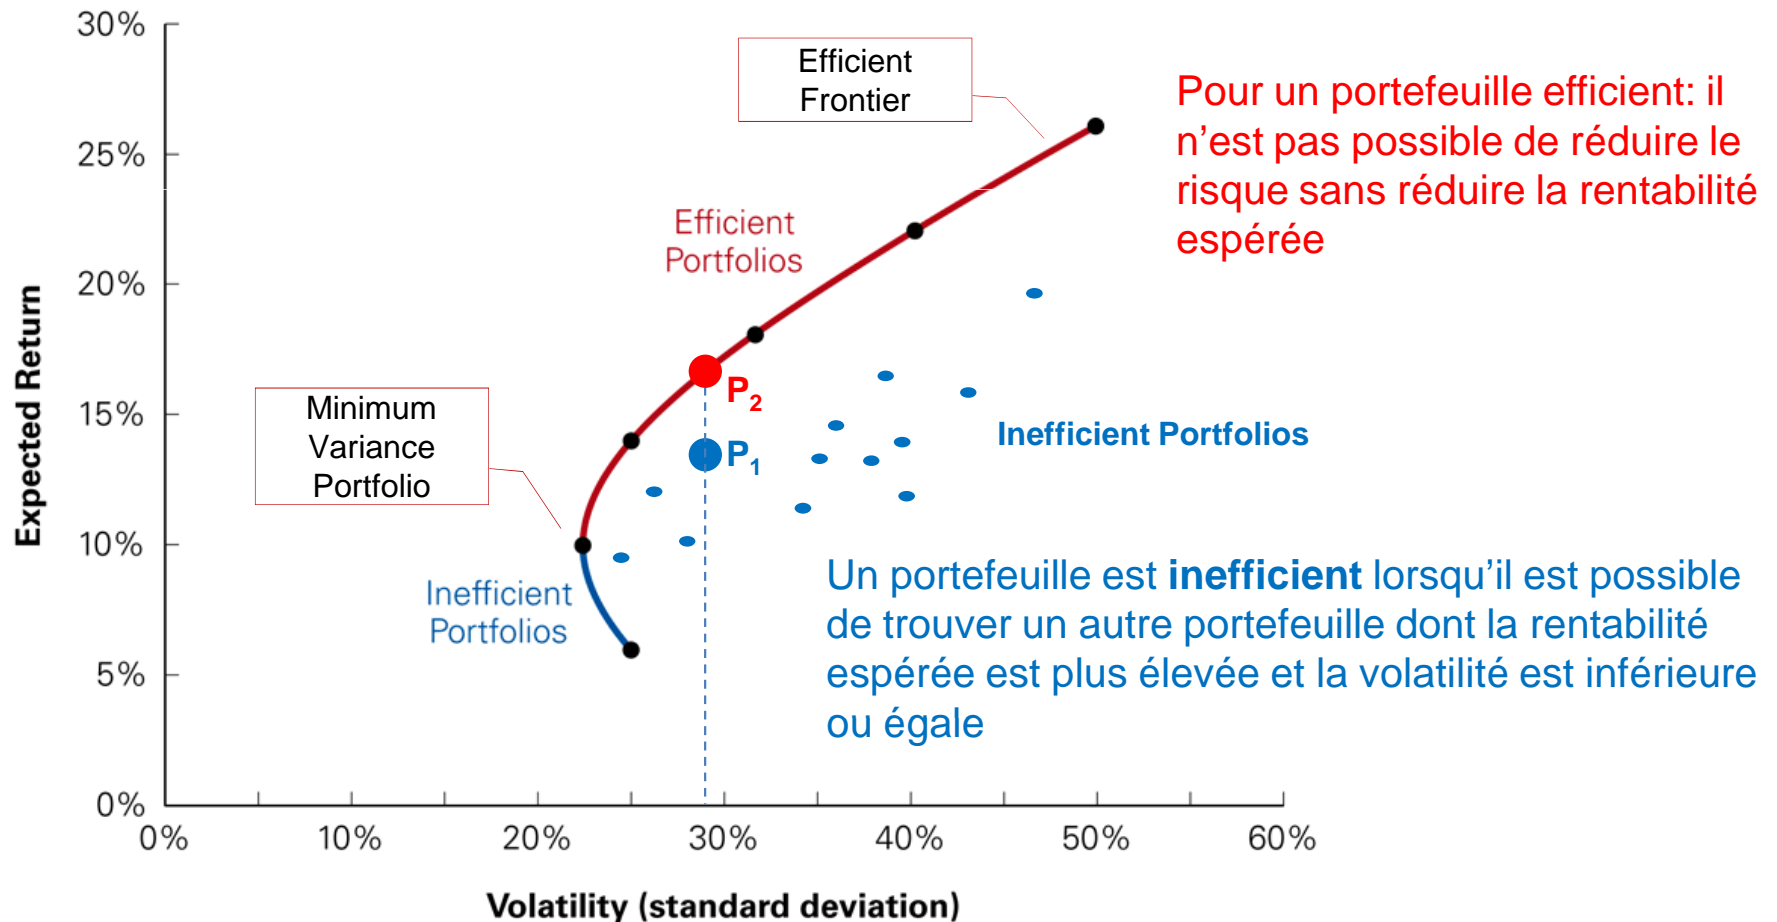 30%
25%
20%
15%
10%
5%
0%
Expected Return
Efficient
Frontier
Pour un portefeuille efficient: il
n’est pas possible de réduire le
risque sans réduire la rentabilité
espérée
Efficient
Portfolios
Minimum
Variance
Portfolio
P2
P1
Inefficient Portfolios
Inefficient
Portfolios
Un portefeuille est inefficient lorsqu’il est possible
de trouver un autre portefeuille dont la rentabilité
espérée est plus élevée et la volatilité est inférieure
ou égale
0% 10% 20% 30% 40% 50% 60%
Volatility (standard deviation)